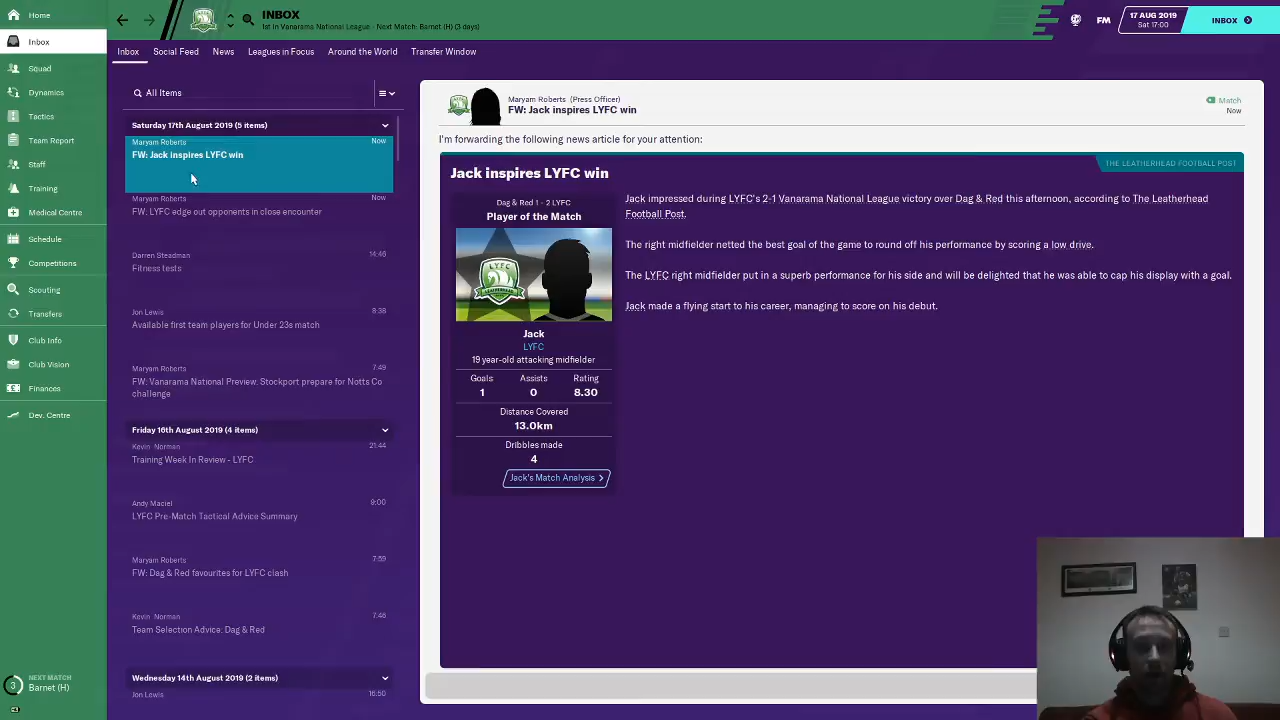 Home
Inbox
Squad
Dynamics
Tactics
Team Report
Staff
Training
Medical Centre
Schedule
Competitions
Scouting
Transfers
Club Info
Club Vision
Finances
Dev. Centre
3
NEXT MATCH
Barnet (H)
INBOX
1st in Vanarama National League - Next Match: Barnet (H) (3 days)
FM
17 AUG 2019
Sat 17:00
INBOX
Inbox
Social Feed
News
Leagues in Focus
Around the World
Transfer Window
All Items
Saturday 17th August 2019 (5 items)
Maryam Roberts Now
FW: Jack inspires LYFC win
Maryam Roberts Now
FW: LYFC edge out opponents in close encounter
Darren Steadman 14:46
Fitness tests
Jon Lewis 8:38
Available first team players for Under 23s match
Maryam Roberts 7:49
FW: Vanarama National Preview: Stockport prepare for Notts Co
challenge
Friday 16th August 2019 (4 items)
Kevin Norman 21:44
Training Week In Review - LYFC
Andy Maciel 9:00
LYFC Pre-Match Tactical Advice Summary
Maryam Roberts 7:59
FW: Dag & Red favourites for LYFC clash
Kevin Norman 7:48
Team Selection Advice: Dag & Red
Wednesday 14th August 2019 (2 items)
Jon Lewis 16:50
Maryam Roberts (Press Officer)
FW: Jack inspires LYFC win
Match
Now
I'm forwarding the following news article for your attention:
THE LEATHERHEAD FOOTBALL POST
Jack inspires LYFC win
Dag & Red 1 - 2 LYFC
Player of the Match
LYFC
LEATHERHEAD
Jack
LYFC
19 year-old attacking midfielder
Goals Assists Rating
1 0 8.30
Distance Covered
13.0km
Dribbles made
4
Jack's Match Analysis
Jack impressed during LYFC's 2-1 Vanarama National League victory over Dag & Red this afternoon, according to The Leatherhead
Football Post.
The right midfielder netted the best goal of the game to round off his performance by scoring a low drive.
The LYFC right midfielder put in a superb performance for his side and will be delighted that he was able to cap his display with a goal.
Jack made a flying start to his career, managing to score on his debut.